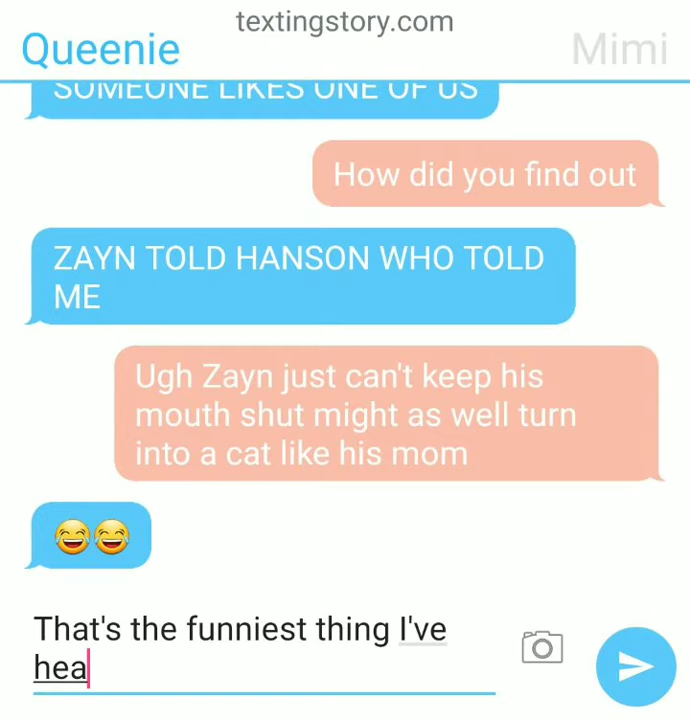 textingstory.com
Queenie
Mimi
SOMEONE LIKES ONE OF US
How did you find out
ZAYN TOLD HANSON WHO TOLD
ME
Ugh Zayn just can't keep his
mouth shut might as well turn
into a cat like his mom
😂😂
That's the funniest thing I've
hea